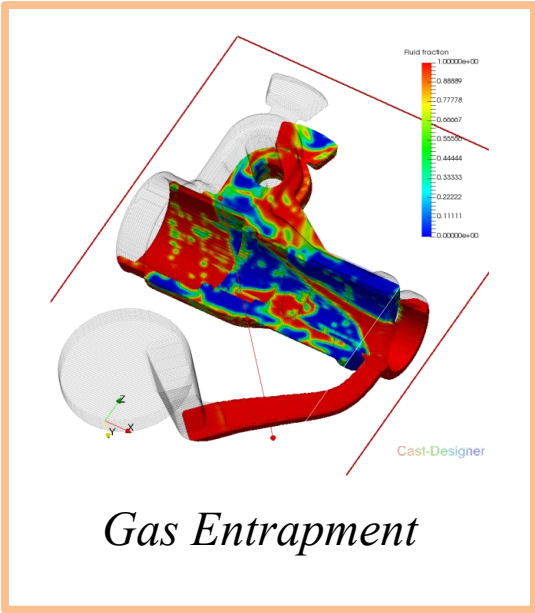 Fluid fraction
1.00000e+00
0.88889
0.77778
0.66667
0.55556
0.44444
0.33333
0.22222
0.11111
0.00000e+00
Z
Y
X
Cast-Designer
Gas Entrapment